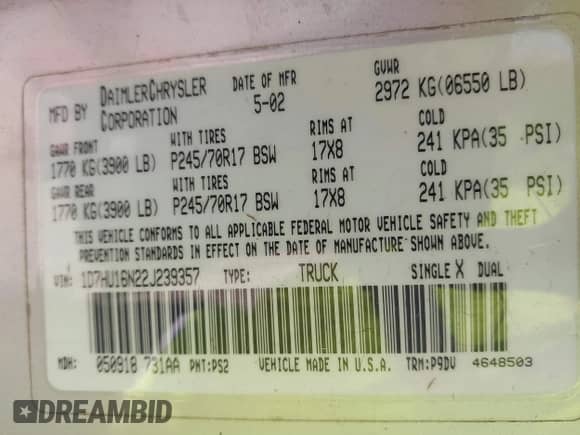 MFD BY DAIMLERCHRYSLER CORPORATION
DATE OF MFR 5-02
GVWR 2972 KG(06550 LB)
GAWR FRONT WITH TIRES RIMS AT COLD
1770 KG(3900 LB) P245/70R17 BSW 17X8 241 KPA(35 PSI)
GAWR REAR WITH TIRES RIMS AT COLD
1770 KG(3900 LB) P245/70R17 BSW 17X8 241 KPA(35 PSI)
THIS VEHICLE CONFORMS TO ALL APPLICABLE FEDERAL MOTOR VEHICLE SAFETY AND THEFT
PREVENTION STANDARDS IN EFFECT ON THE DATE OF MANUFACTURE SHOWN ABOVE.
VIN: 1D7HU16N22J239357 TYPE: TRUCK SINGLE X DUAL
MDH: 050918 731AA PNT:PS2 VEHICLE MADE IN U.S.A. TRM:P9DV 4648503
DREAMBID